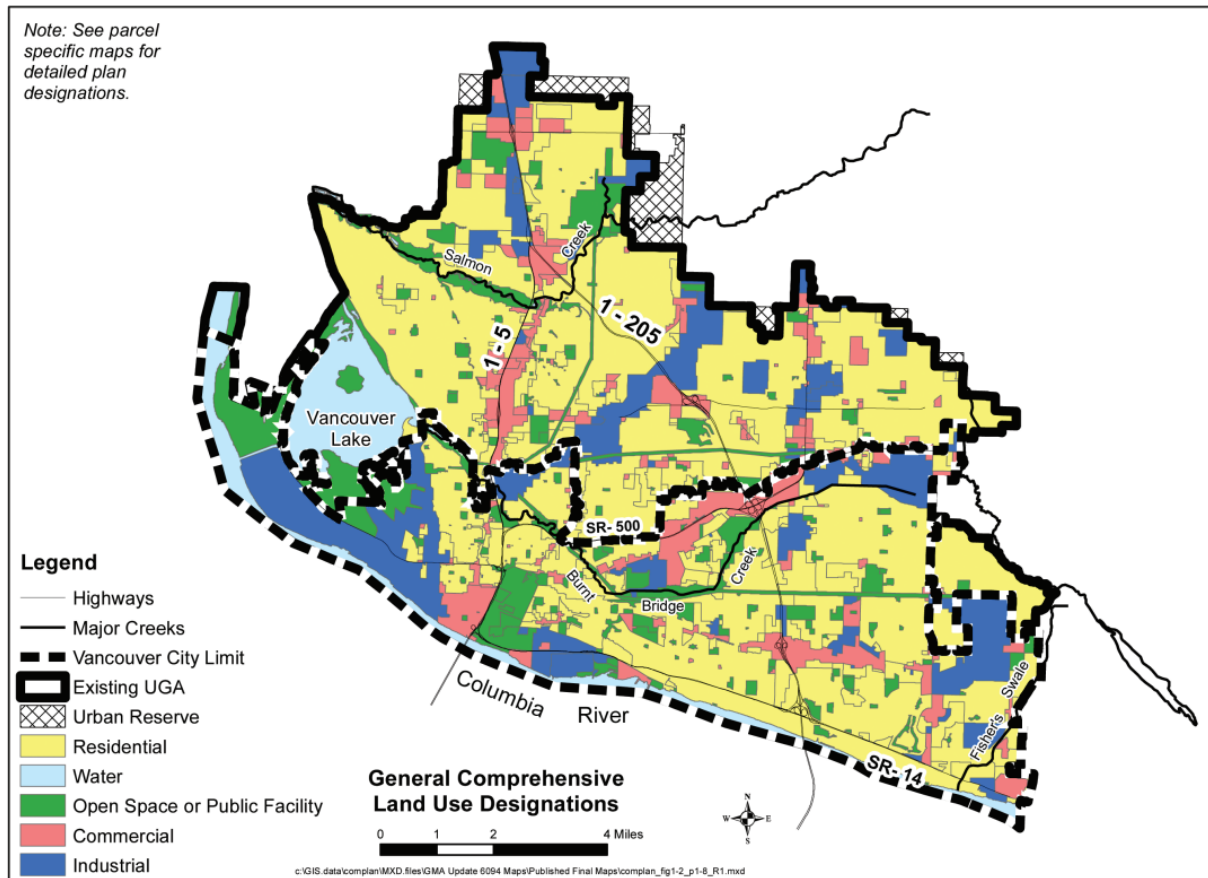 Note: See parcel
specific maps for
detailed plan
designations.
Salmon
Creek
1 - 5
1 - 205
Vancouver
Lake
SR- 500
Burnt
Bridge
Creek
Columbia
River
SR- 14
Fisher's
Swale
Legend
Highways
Major Creeks
Vancouver City Limit
Existing UGA
Urban Reserve
Residential
Water
Open Space or Public Facility
Commercial
Industrial
General Comprehensive
Land Use Designations
0 1 2 4 Miles
N
W E
S
c:\GIS.data\complan\MXD.files\GMA Update 6094 Maps\Published Final Maps\complan_fig1-2_p1-8_R1.mxd